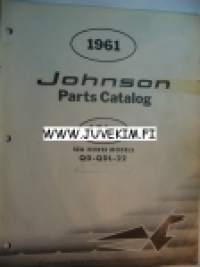 1961
Johnson
Parts Catalog
WWW.JUVEKIM.FI
SEA HORSE MODELS
QD-QDL-22